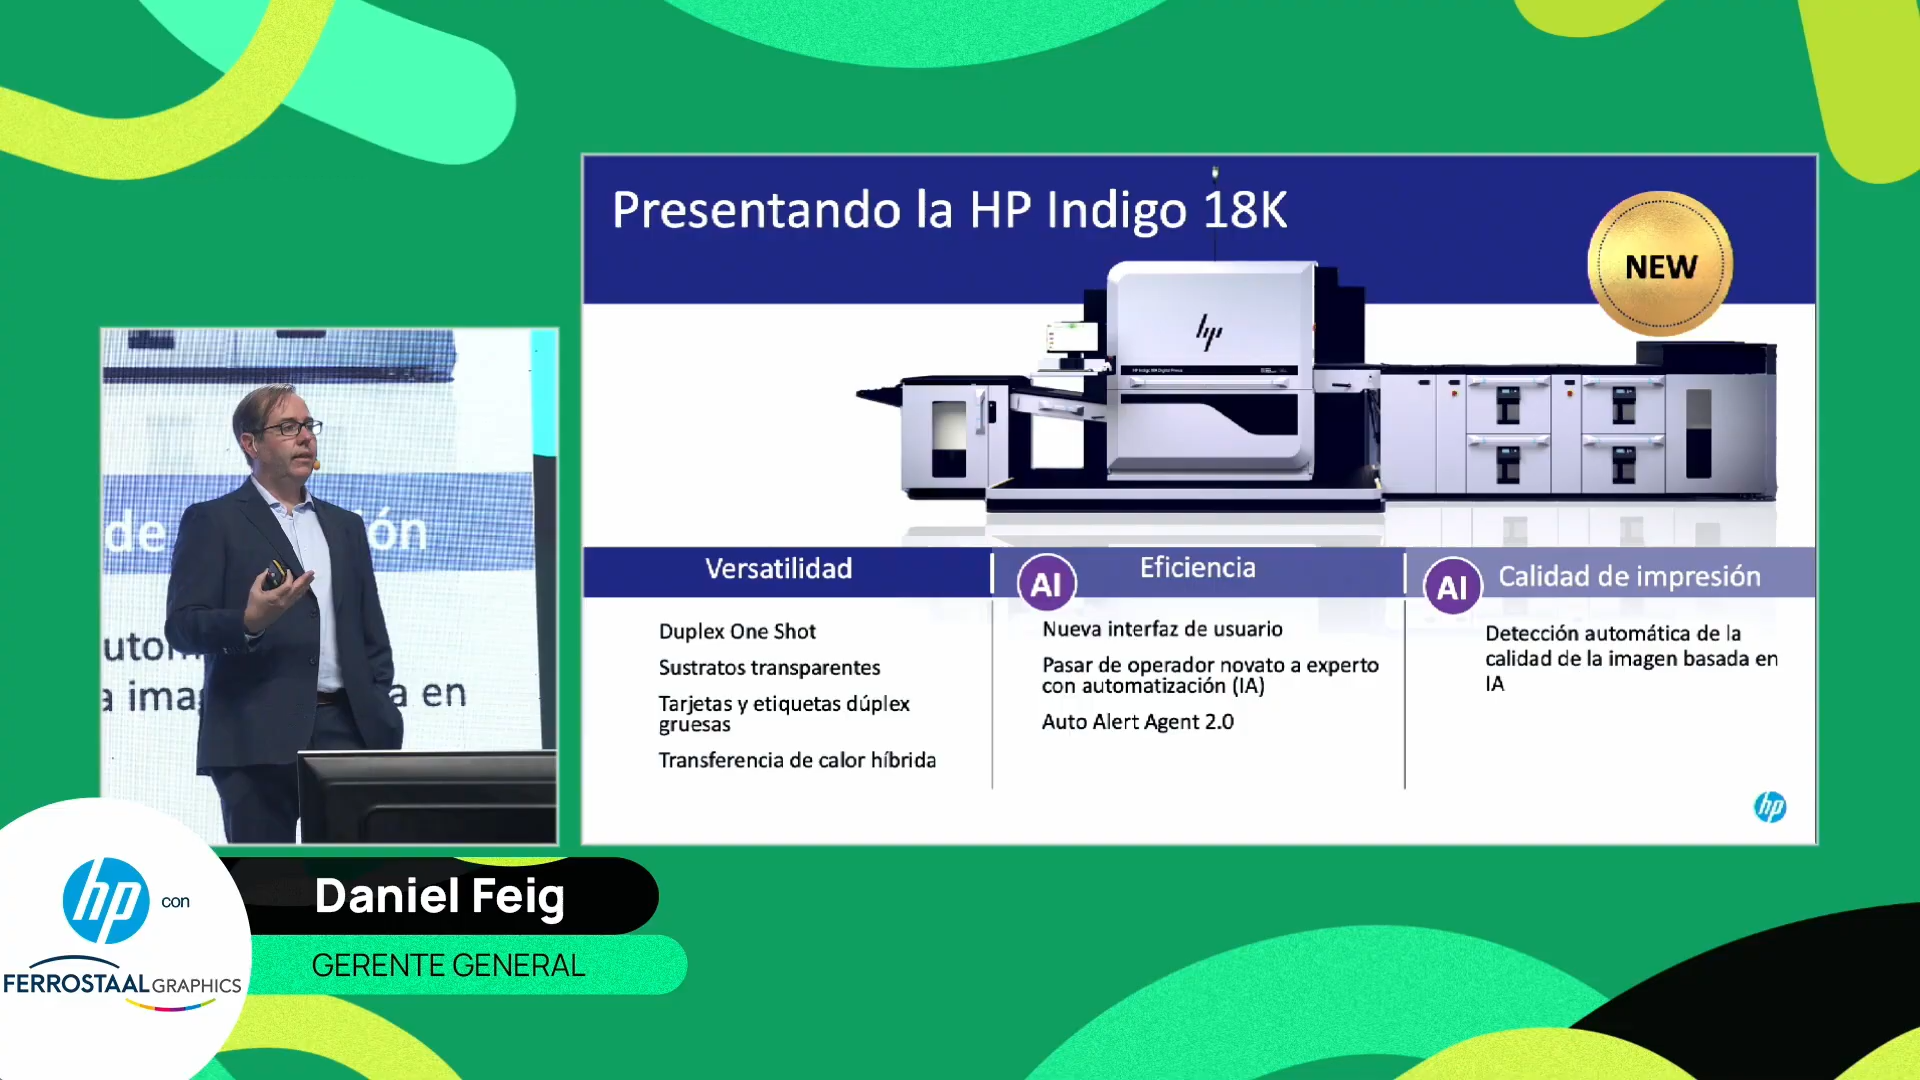 Presentando la HP Indigo 18K
NEW
hp
Versatilidad
Duplex One Shot
Sustratos transparentes
Tarjetas y etiquetas dúplex
gruesas
Transferencia de calor híbrida
AI
Eficiencia
Nueva interfaz de usuario
Pasar de operador novato a experto
con automatización (IA)
Auto Alert Agent 2.0
AI
Calidad de impresión
Detección automática de la
calidad de la imagen basada en
IA
hp
de
ón
utom
a ima
a en
Daniel Feig
GERENTE GENERAL
hp con
FERROSTAAL GRAPHICS